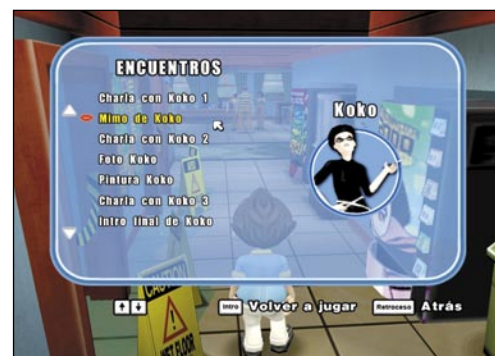 ENCUENTROS
Charla con Koko 1
Mimo de Koko
Charla con Koko 2
Foto Koko
Pintura Koko
Charla con Koko 3
Intro final de Koko
Koko
Intro Volver a jugar Retroceso Atrás
CAUTION
WET FLOOR